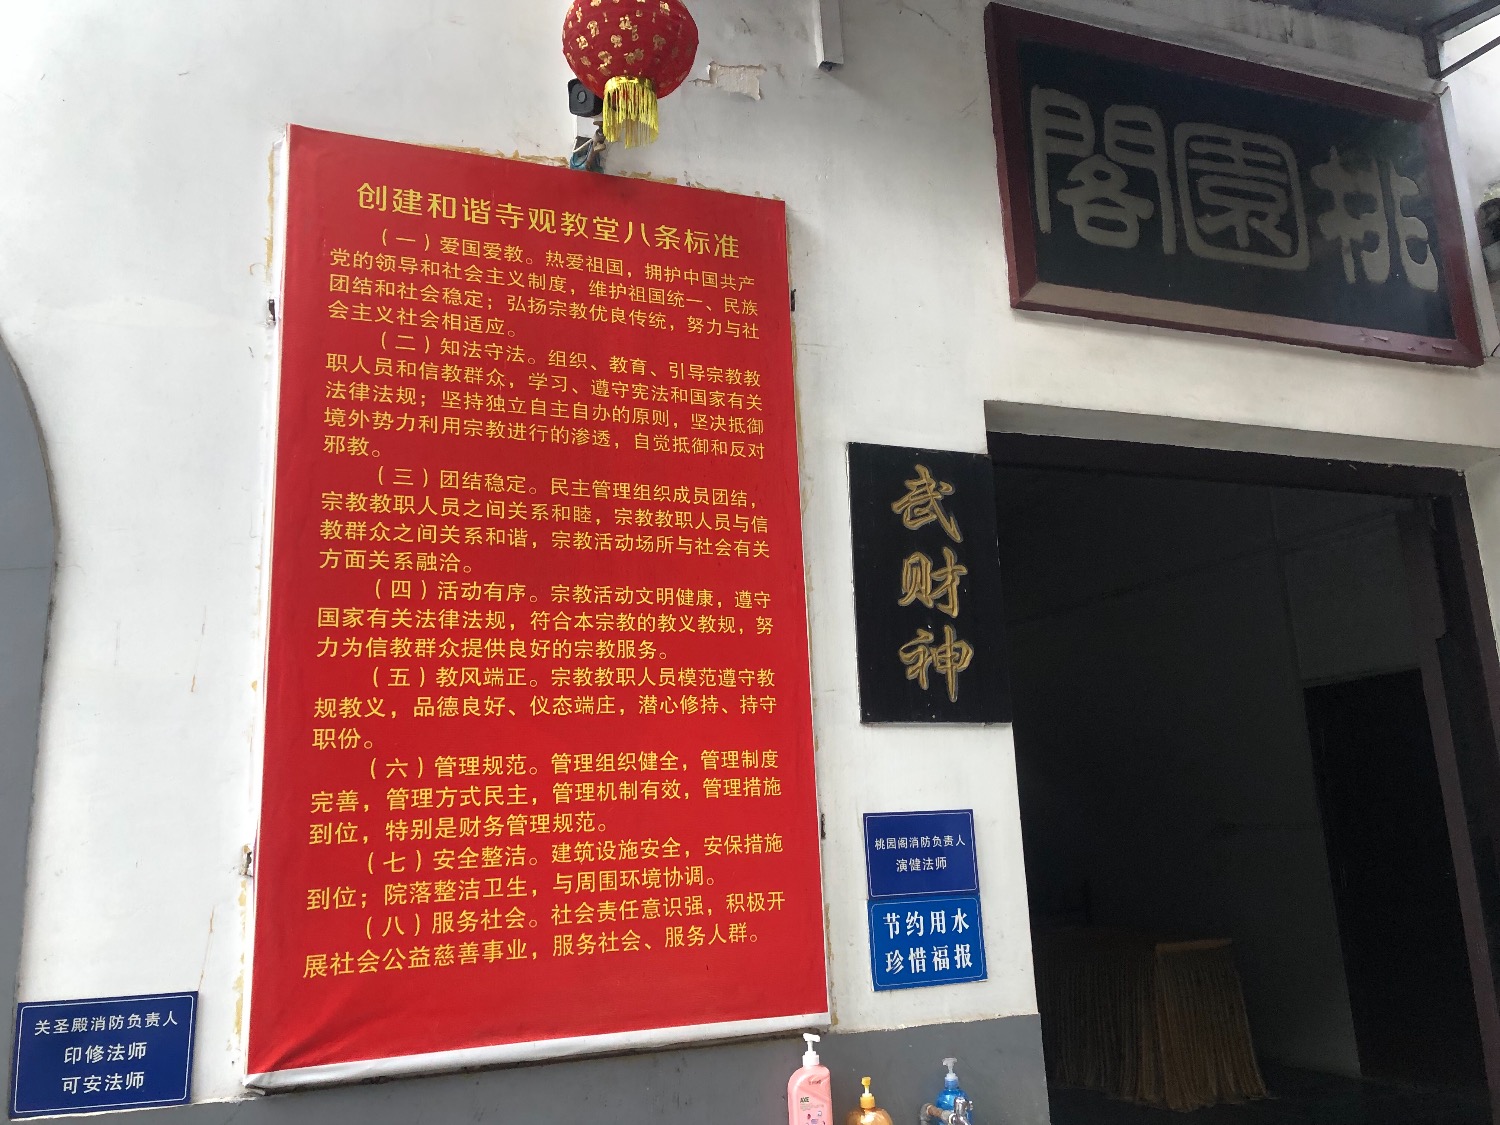 创建和谐寺观教堂八条标准
（一）爱国爱教。热爱祖国，拥护中国共产
党的领导和社会主义制度，维护祖国统一、民族
团结和社会稳定；弘扬宗教优良传统，努力与社
会主义社会相适应。
（二）知法守法。组织、教育、引导宗教教
职人员和信教群众，学习、遵守宪法和国家有关
法律法规；坚持独立自主自办的原则，坚决抵御
境外势力利用宗教进行的渗透，自觉抵御和反对
邪教。
（三）团结稳定。民主管理组织成员团结，
宗教教职人员之间关系和睦，宗教教职人员与信
教群众之间关系和谐，宗教活动场所与社会有关
方面关系融洽。
（四）活动有序。宗教活动文明健康，遵守
国家有关法律法规，符合本宗教的教义教规，努
力为信教群众提供良好的宗教服务。
（五）教风端正。宗教教职人员模范遵守教
规教义，品德良好、仪态端庄，潜心修持、持守
职份。
（六）管理规范。管理组织健全，管理制度
完善，管理方式民主，管理机制有效，管理措施
到位，特别是财务管理规范。
（七）安全整洁。建筑设施安全，安保措施
到位；院落整洁卫生，与周围环境协调。
（八）服务社会。社会责任意识强，积极开
展社会公益慈善事业，服务社会、服务人群。
桃園閣
武财神
桃园阁消防负责人
演健法师
节约用水
珍惜福报
关圣殿消防负责人
印修法师
可安法师